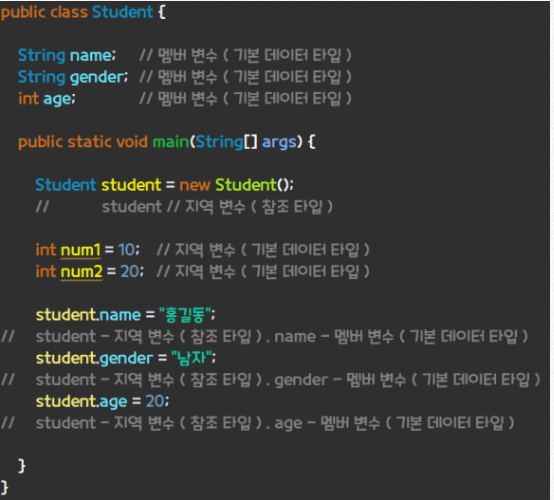 public class Student {
String name; // 멤버 변수 ( 기본 데이터 타입 )
String gender; // 멤버 변수 ( 기본 데이터 타입 )
int age; // 멤버 변수 ( 기본 데이터 타입 )
public static void main(String[] args) {
Student student = new Student();
// student // 지역 변수 ( 참조 타입 )
int num1 = 10; // 지역 변수 ( 기본 데이터 타입 )
int num2 = 20; // 지역 변수 ( 기본 데이터 타입 )
student.name = "홍길동";
// student - 지역 변수 ( 참조 타입 ) . name - 멤버 변수 ( 기본 데이터 타입 )
student.gender = "남자";
// student - 지역 변수 ( 참조 타입 ) . gender - 멤버 변수 ( 기본 데이터 타입 )
student.age = 20;
// student - 지역 변수 ( 참조 타입 ) . age - 멤버 변수 ( 기본 데이터 타입 )
}
}